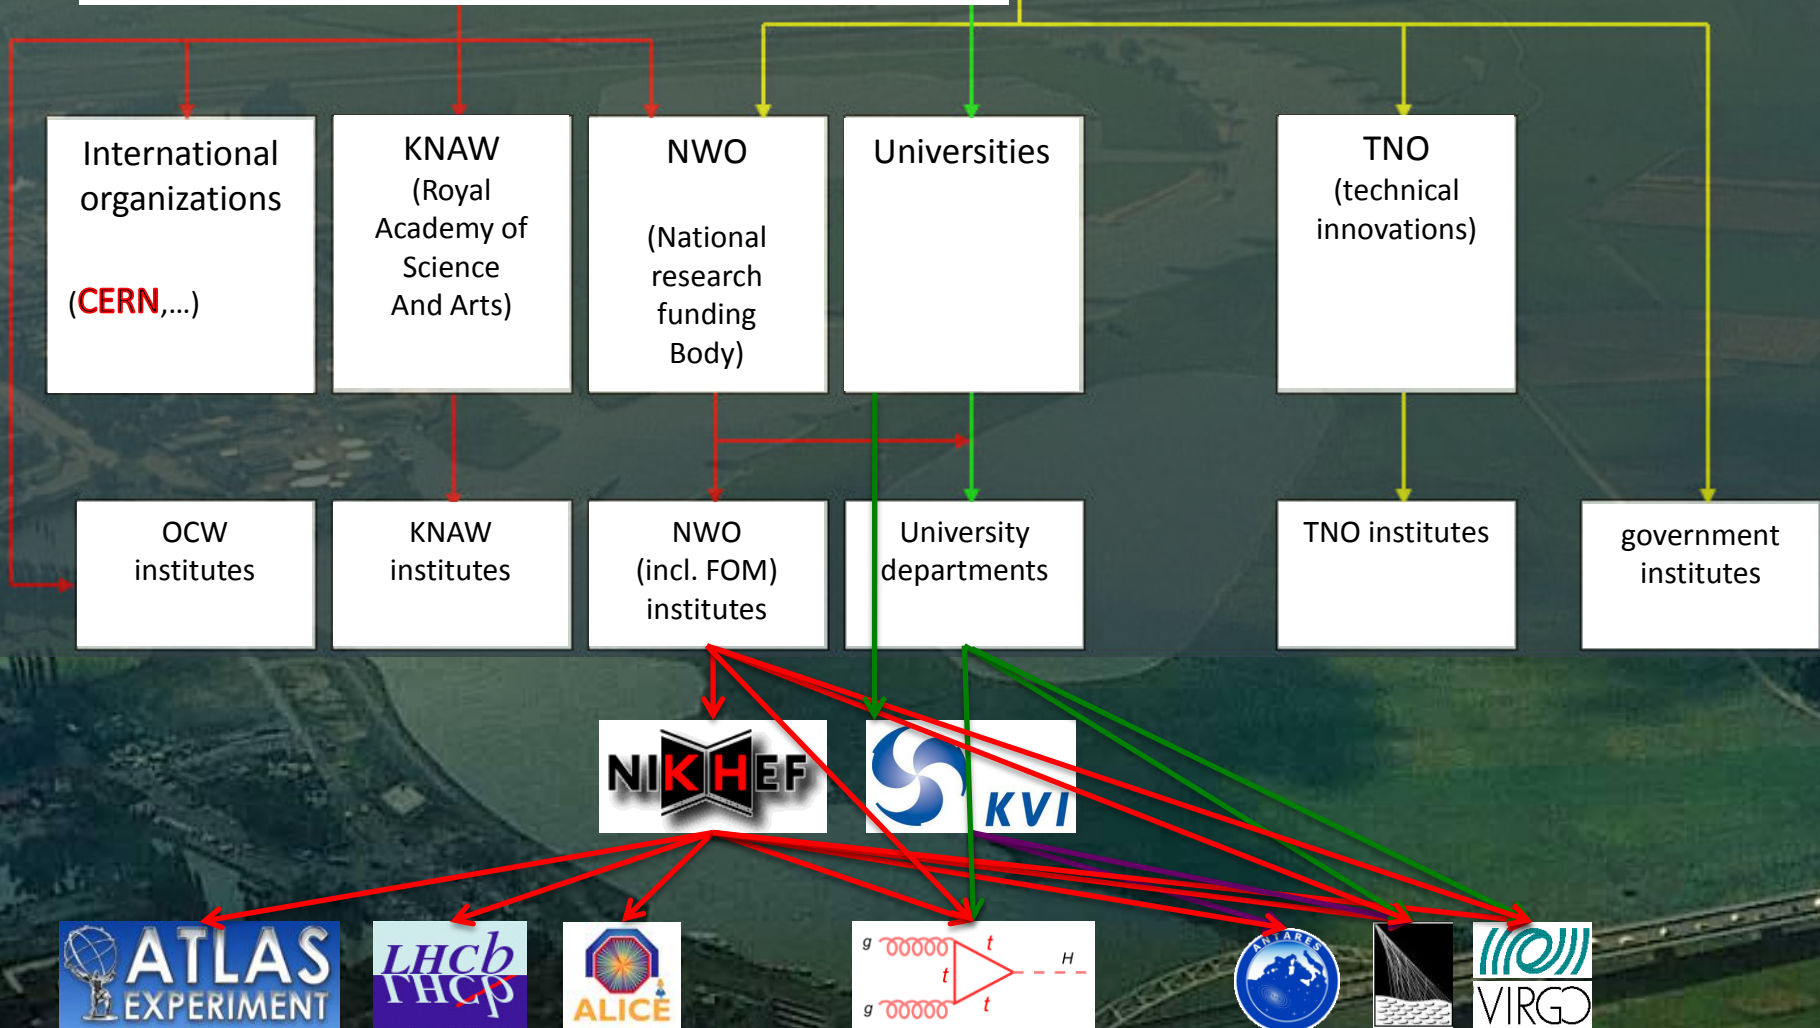 International
organizations
(CERN,...)
KNAW
(Royal
Academy of
Science
And Arts)
NWO
(National
research
funding
Body)
Universities
TNO
(technical
innovations)
OCW
institutes
KNAW
institutes
NWO
(incl. FOM)
institutes
University
departments
TNO institutes
government
institutes
NIKHEF
KVI
ATLAS
EXPERIMENT
LHCb
LHCb
ALICE
g
t
t
H
t
g
ANTARES
VIRGO